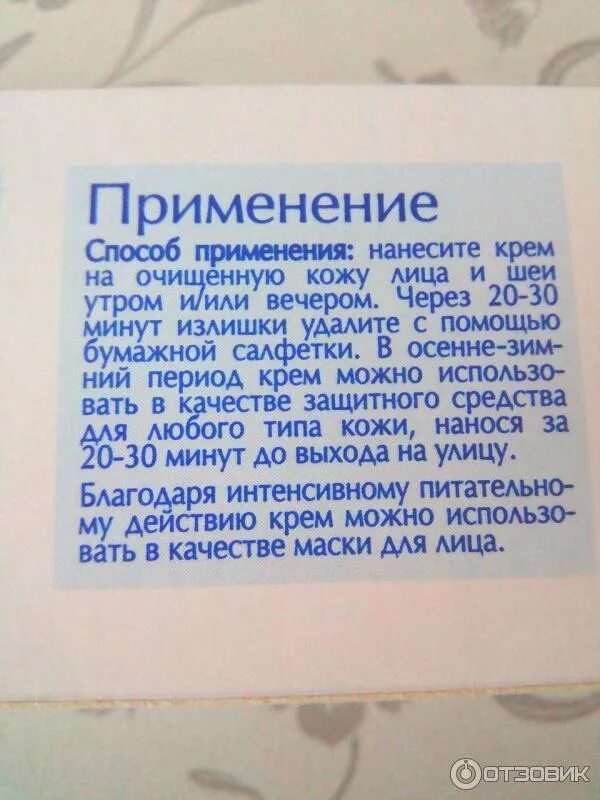 Применение
Способ применения: нанесите крем
на очищенную кожу лица и шеи
утром и/или вечером. Через 20-30
минут излишки удалите с помощью
бумажной салфетки. В осенне-зим-
ний период крем можно использо-
вать в качестве защитного средства
для любого типа кожи, нанося за
20-30 минут до выхода на улицу.
Благодаря интенсивному питательно-
му действию крем можно использо-
вать в качестве маски для лица.
ОТЗОВИК